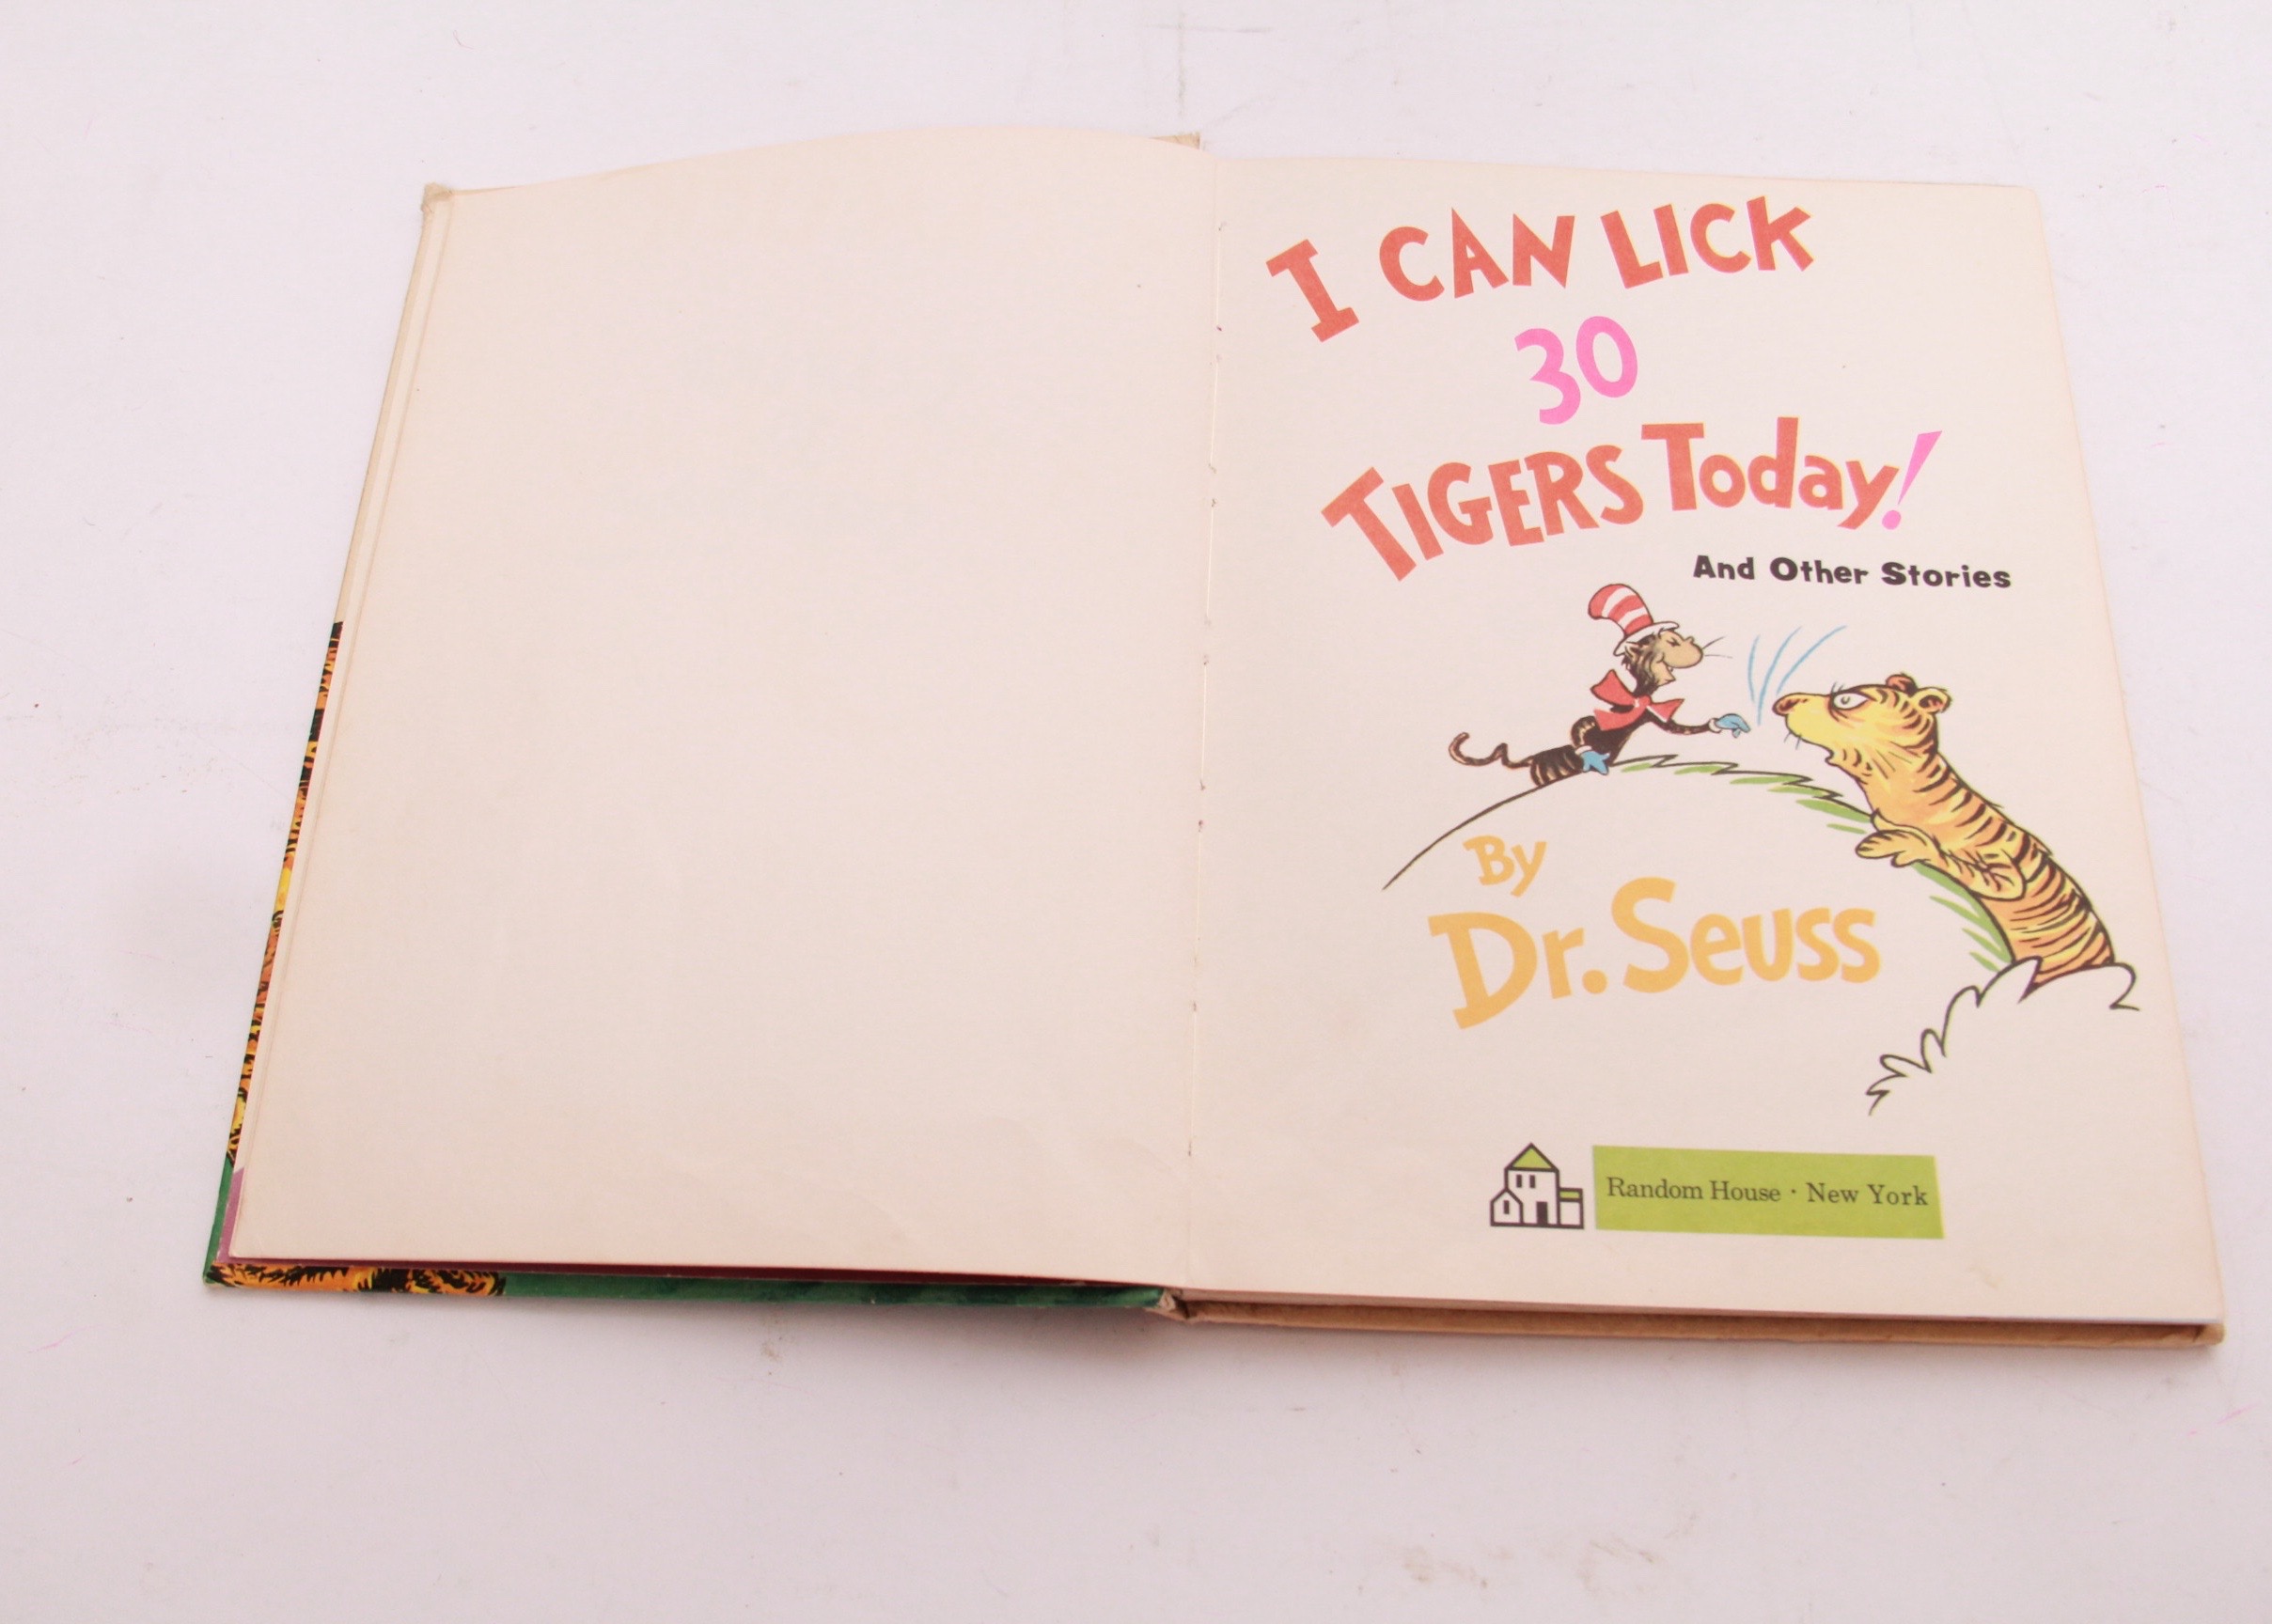 I CAN LICK
30
TIGERS Today!
And Other Stories
By
Dr. Seuss
Random House · New York